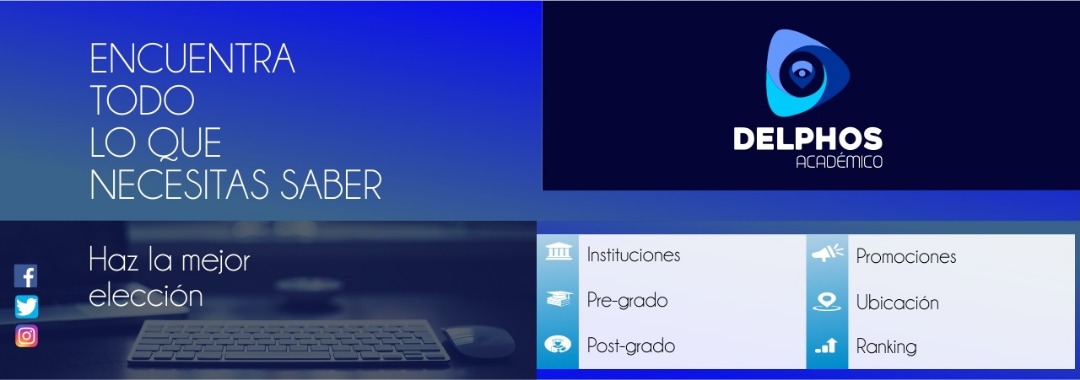 ENCUENTRA
TODO
LO QUE
NECESITAS SABER
DELPHOS
ACADÉMICO
Haz la mejor
elección
Instituciones
Pre-grado
Post-grado
Promociones
Ubicación
Ranking